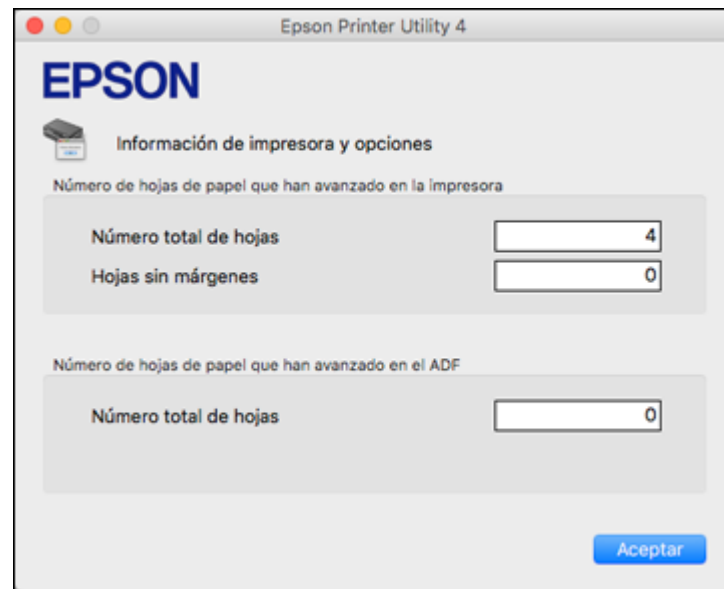 Epson Printer Utility 4
EPSON
Información de impresora y opciones
Número de hojas de papel que han avanzado en la impresora
Número total de hojas 4
Hojas sin márgenes 0
Número de hojas de papel que han avanzado en el ADF
Número total de hojas 0
Aceptar